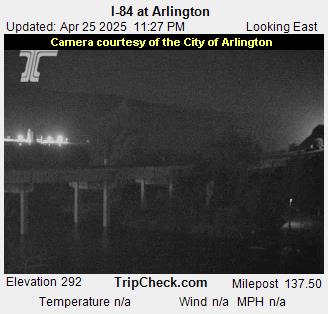 I-84 at Arlington
Updated: Apr 25 2025 11:27 PM Looking East
Camera courtesy of the City of Arlington
Elevation 292 TripCheck.com Milepost 137.50
Temperature n/a Wind n/a MPH n/a